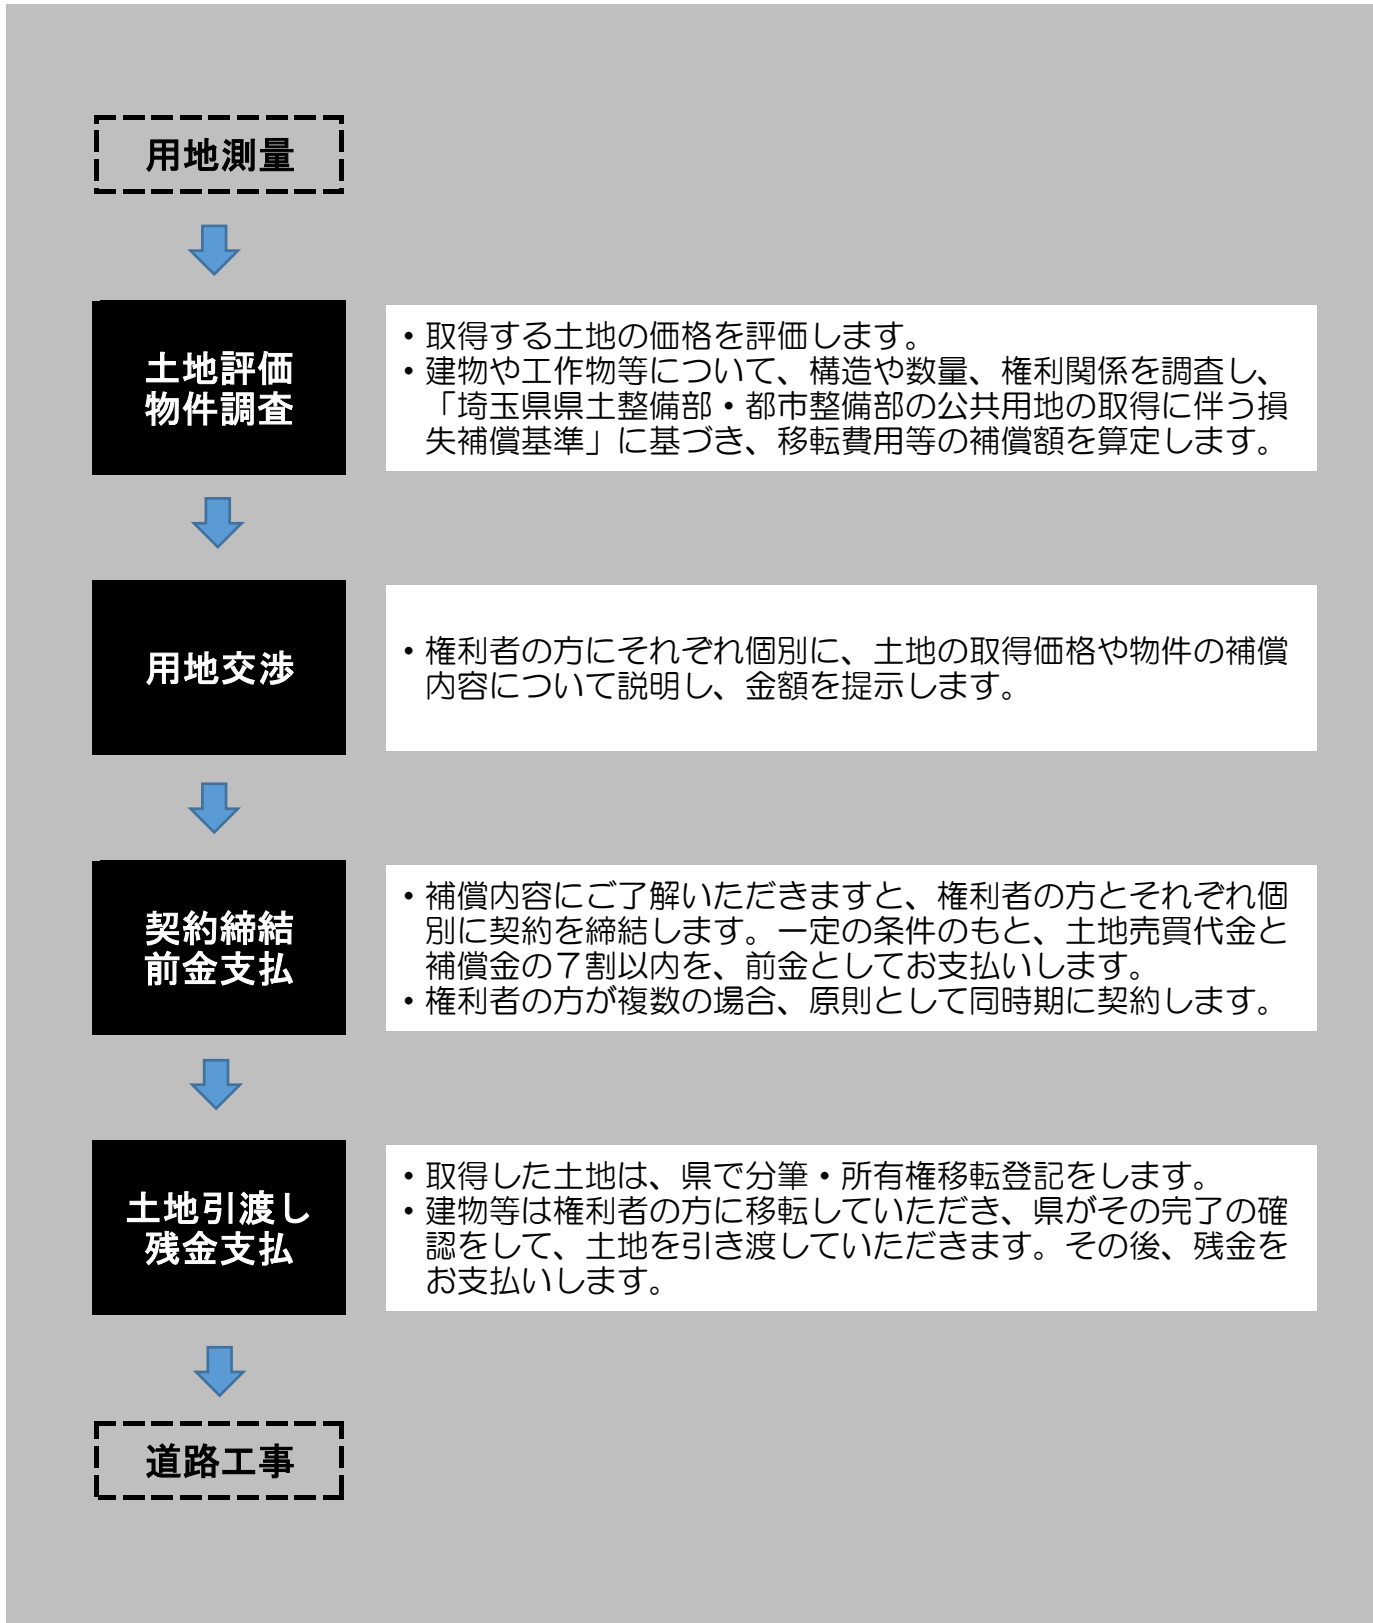 用地測量
土地評価
物件調査
・取得する土地の価格を評価します。
・建物や工作物等について、構造や数量、権利関係を調査し、
「埼玉県県土整備部・都市整備部の公共用地の取得に伴う損
失補償基準」に基づき、移転費用等の補償額を算定します。
用地交渉
・権利者の方にそれぞれ個別に、土地の取得価格や物件の補償
内容について説明し、金額を提示します。
契約締結
前金支払
・補償内容にご了解いただきますと、権利者の方とそれぞれ個
別に契約を締結します。一定の条件のもと、土地売買代金と
補償金の７割以内を、前金としてお支払いします。
・権利者の方が複数の場合、原則として同時期に契約します。
土地引渡し
残金支払
・取得した土地は、県で分筆・所有権移転登記をします。
・建物等は権利者の方に移転していただき、県がその完了の確
認をして、土地を引き渡していただきます。その後、残金を
お支払いします。
道路工事